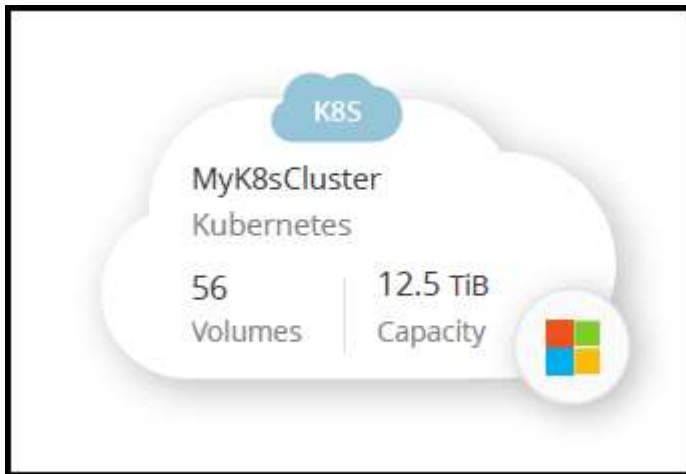 K8S
MyK8sCluster
Kubernetes
56
Volumes
12.5 TiB
Capacity